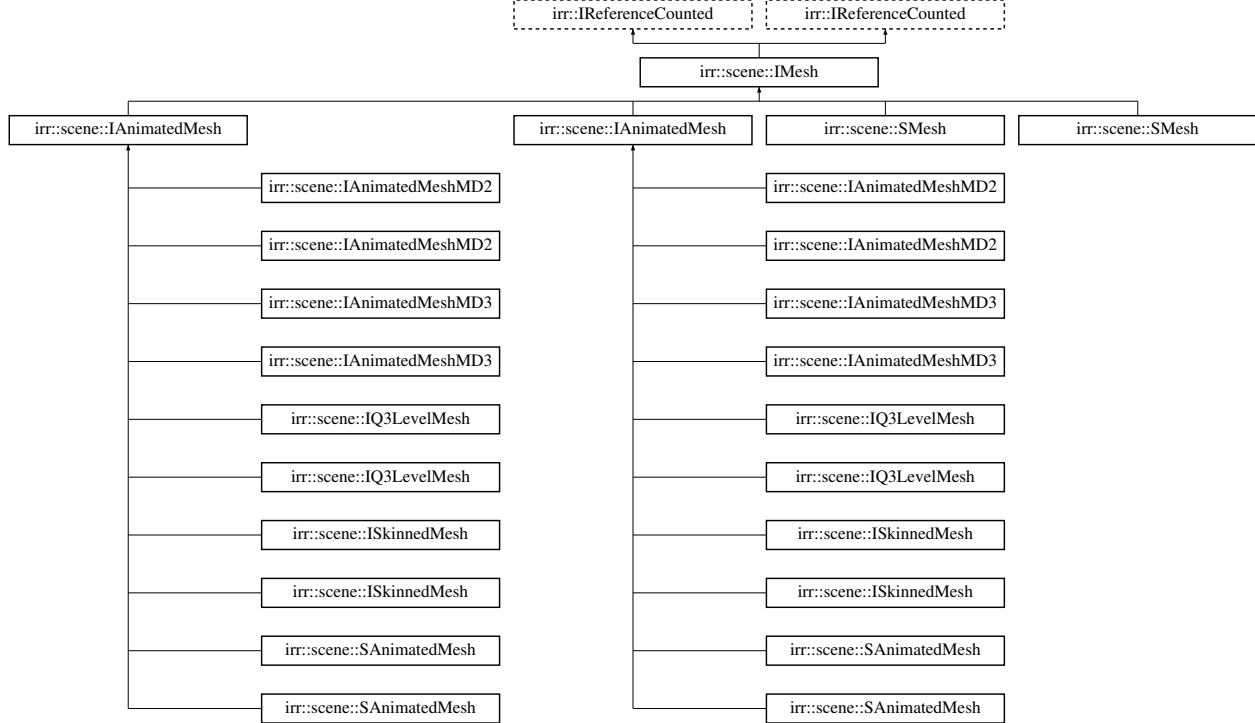 irr::IReferenceCounted irr::IReferenceCounted
irr::scene::IMesh
irr::scene::IAnimatedMesh irr::scene::IAnimatedMesh irr::scene::SMesh irr::scene::SMesh
irr::scene::IAnimatedMeshMD2 irr::scene::IAnimatedMeshMD2
irr::scene::IAnimatedMeshMD2 irr::scene::IAnimatedMeshMD2
irr::scene::IAnimatedMeshMD3 irr::scene::IAnimatedMeshMD3
irr::scene::IAnimatedMeshMD3 irr::scene::IAnimatedMeshMD3
irr::scene::IQ3LevelMesh irr::scene::IQ3LevelMesh
irr::scene::IQ3LevelMesh irr::scene::IQ3LevelMesh
irr::scene::ISkinnedMesh irr::scene::ISkinnedMesh
irr::scene::ISkinnedMesh irr::scene::ISkinnedMesh
irr::scene::SAnimatedMesh irr::scene::SAnimatedMesh
irr::scene::SAnimatedMesh irr::scene::SAnimatedMesh